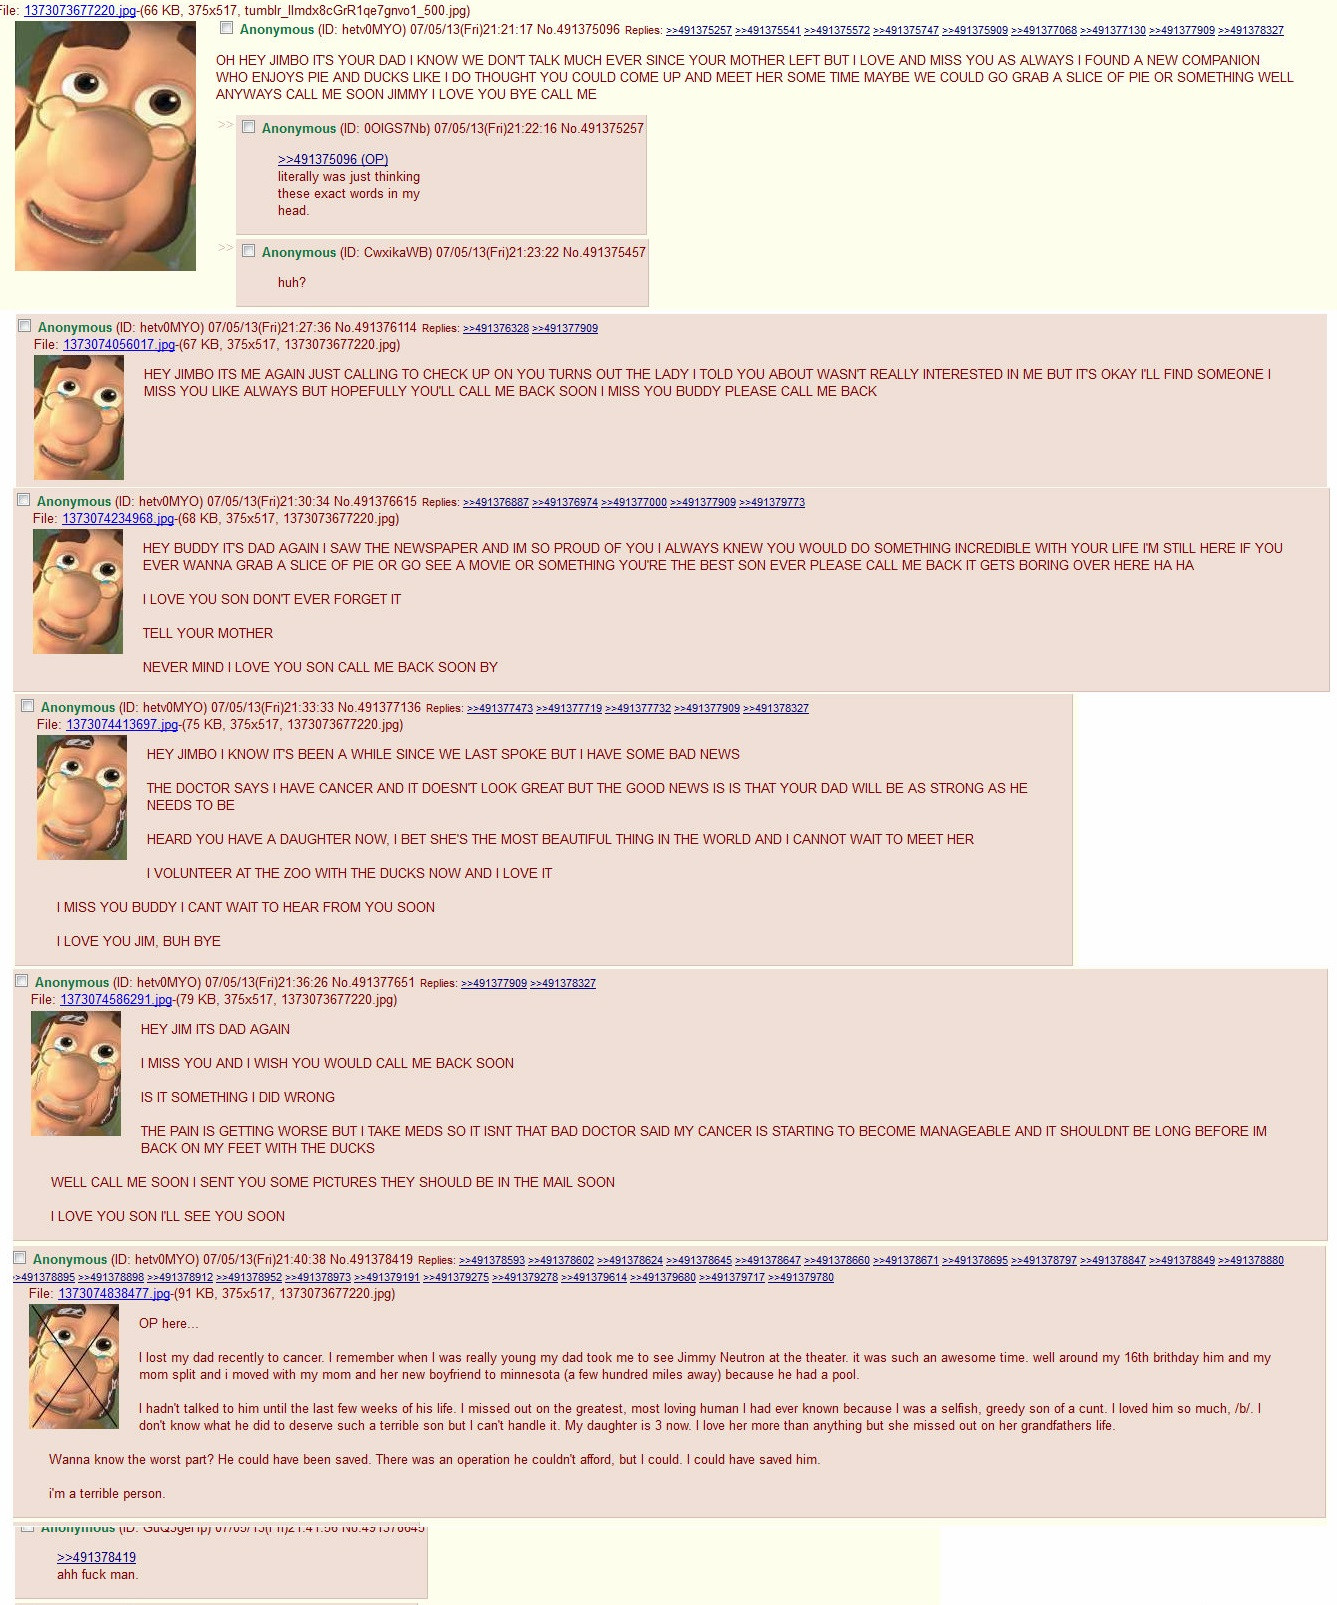 File: 1373073677220.jpg-(66 KB, 375x517, tumblr_llmdx8cGrR1qe7gnvo1_500.jpg)
Anonymous (ID: hetv0MYO) 07/05/13(Fri)21:21:17 No.491375096 Replies: >>491375257 >>491375541 >>491375572 >>491375747 >>491375909 >>491377068 >>491377130 >>491377909 >>491378327
OH HEY JIMBO IT'S YOUR DAD I KNOW WE DON'T TALK MUCH EVER SINCE YOUR MOTHER LEFT BUT I LOVE AND MISS YOU AS ALWAYS I FOUND A NEW COMPANION
WHO ENJOYS PIE AND DUCKS LIKE I DO THOUGHT YOU COULD COME UP AND MEET HER SOME TIME MAYBE WE COULD GO GRAB A SLICE OF PIE OR SOMETHING WELL
ANYWAYS CALL ME SOON JIMMY I LOVE YOU BYE CALL ME
>> Anonymous (ID: 0OIGS7Nb) 07/05/13(Fri)21:22:16 No.491375257
>>491375096 (OP)
literally was just thinking
these exact words in my
head.
>> Anonymous (ID: CwxikaWB) 07/05/13(Fri)21:23:22 No.491375457
huh?
Anonymous (ID: hetv0MYO) 07/05/13(Fri)21:27:36 No.491376114 Replies: >>491376328 >>491377909
File: 1373074056017.jpg-(67 KB, 375x517, 1373073677220.jpg)
HEY JIMBO ITS ME AGAIN JUST CALLING TO CHECK UP ON YOU TURNS OUT THE LADY I TOLD YOU ABOUT WASN'T REALLY INTERESTED IN ME BUT IT'S OKAY I'LL FIND SOMEONE I
MISS YOU LIKE ALWAYS BUT HOPEFULLY YOU'LL CALL ME BACK SOON I MISS YOU BUDDY PLEASE CALL ME BACK
Anonymous (ID: hetv0MYO) 07/05/13(Fri)21:30:34 No.491376615 Replies: >>491376887 >>491376974 >>491377000 >>491377909 >>491379773
File: 1373074234968.jpg-(68 KB, 375x517, 1373073677220.jpg)
HEY BUDDY IT'S DAD AGAIN I SAW THE NEWSPAPER AND IM SO PROUD OF YOU I ALWAYS KNEW YOU WOULD DO SOMETHING INCREDIBLE WITH YOUR LIFE I'M STILL HERE IF YOU
EVER WANNA GRAB A SLICE OF PIE OR GO SEE A MOVIE OR SOMETHING YOU'RE THE BEST SON EVER PLEASE CALL ME BACK IT GETS BORING OVER HERE HA HA
I LOVE YOU SON DON'T EVER FORGET IT
TELL YOUR MOTHER
NEVER MIND I LOVE YOU SON CALL ME BACK SOON BY
Anonymous (ID: hetv0MYO) 07/05/13(Fri)21:33:33 No.491377136 Replies: >>491377473 >>491377719 >>491377732 >>491377909 >>491378327
File: 1373074413697.jpg-(75 KB, 375x517, 1373073677220.jpg)
HEY JIMBO I KNOW IT'S BEEN A WHILE SINCE WE LAST SPOKE BUT I HAVE SOME BAD NEWS
THE DOCTOR SAYS I HAVE CANCER AND IT DOESN'T LOOK GREAT BUT THE GOOD NEWS IS IS THAT YOUR DAD WILL BE AS STRONG AS HE
NEEDS TO BE
HEARD YOU HAVE A DAUGHTER NOW, I BET SHE'S THE MOST BEAUTIFUL THING IN THE WORLD AND I CANNOT WAIT TO MEET HER
I VOLUNTEER AT THE ZOO WITH THE DUCKS NOW AND I LOVE IT
I MISS YOU BUDDY I CANT WAIT TO HEAR FROM YOU SOON
I LOVE YOU JIM, BUH BYE
Anonymous (ID: hetv0MYO) 07/05/13(Fri)21:36:26 No.491377651 Replies: >>491377909 >>491378327
File: 1373074586291.jpg-(79 KB, 375x517, 1373073677220.jpg)
HEY JIM ITS DAD AGAIN
I MISS YOU AND I WISH YOU WOULD CALL ME BACK SOON
IS IT SOMETHING I DID WRONG
THE PAIN IS GETTING WORSE BUT I TAKE MEDS SO IT ISNT THAT BAD DOCTOR SAID MY CANCER IS STARTING TO BECOME MANAGEABLE AND IT SHOULDNT BE LONG BEFORE IM
BACK ON MY FEET WITH THE DUCKS
WELL CALL ME SOON I SENT YOU SOME PICTURES THEY SHOULD BE IN THE MAIL SOON
I LOVE YOU SON I'LL SEE YOU SOON
Anonymous (ID: hetv0MYO) 07/05/13(Fri)21:40:38 No.491378419 Replies: >>491378593 >>491378602 >>491378624 >>491378645 >>491378647 >>491378660 >>491378671 >>491378695 >>491378797 >>491378847 >>491378849 >>491378880
>>491378895 >>491378898 >>491378912 >>491378952 >>491378973 >>491379191 >>491379275 >>491379278 >>491379614 >>491379680 >>491379717 >>491379780
File: 1373074838477.jpg-(91 KB, 375x517, 1373073677220.jpg)
OP here...
I lost my dad recently to cancer. I remember when I was really young my dad took me to see Jimmy Neutron at the theater. it was such an awesome time. well around my 16th brithday him and my
mom split and i moved with my mom and her new boyfriend to minnesota (a few hundred miles away) because he had a pool.
I hadn't talked to him until the last few weeks of his life. I missed out on the greatest, most loving human I had ever known because I was a selfish, greedy son of a cunt. I loved him so much, /b/. I
don't know what he did to deserve such a terrible son but I can't handle it. My daughter is 3 now. I love her more than anything but she missed out on her grandfathers life.
Wanna know the worst part? He could have been saved. There was an operation he couldn't afford, but I could. I could have saved him.
i'm a terrible person.
Anonymous (ID: GuQJgeHp) 07/05/13(Fri)21:41:56 No.491378645
>>491378419
ahh fuck man.